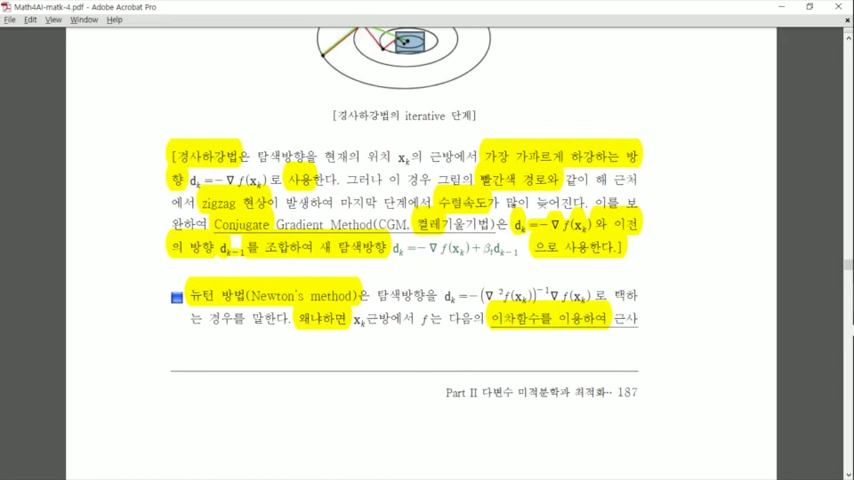 Math4AI-matk-4.pdf - Adobe Acrobat Pro
File Edit View Window Help
[경사하강법의 iterative 단계]
[경사하강법은 탐색방향을 현재의 위치 xₖ의 근방에서 가장 가파르게 하강하는 방
향 dₖ=−∇f(xₖ)로 사용한다. 그러나 이 경우 그림의 빨간색 경로와 같이 해 근처
에서 zigzag 현상이 발생하여 마지막 단계에서 수렴속도가 많이 늦어진다. 이를 보
완하여 Conjugate Gradient Method(CGM, 켤레기울기법)은 dₖ=−∇f(xₖ)와 이전
의 방향 dₖ₋₁를 조합하여 새 탐색방향 dₖ=−∇f(xₖ)+βₜdₖ₋₁ 으로 사용한다.]
뉴턴 방법(Newton's method)은 탐색방향을 dₖ=−(∇²f(xₖ))⁻¹∇f(xₖ)로 택하
는 경우를 말한다. 왜냐하면 xₖ근방에서 f는 다음의 이차함수를 이용하여 근사
Part II 다변수 미적분학과 최적화·· 187